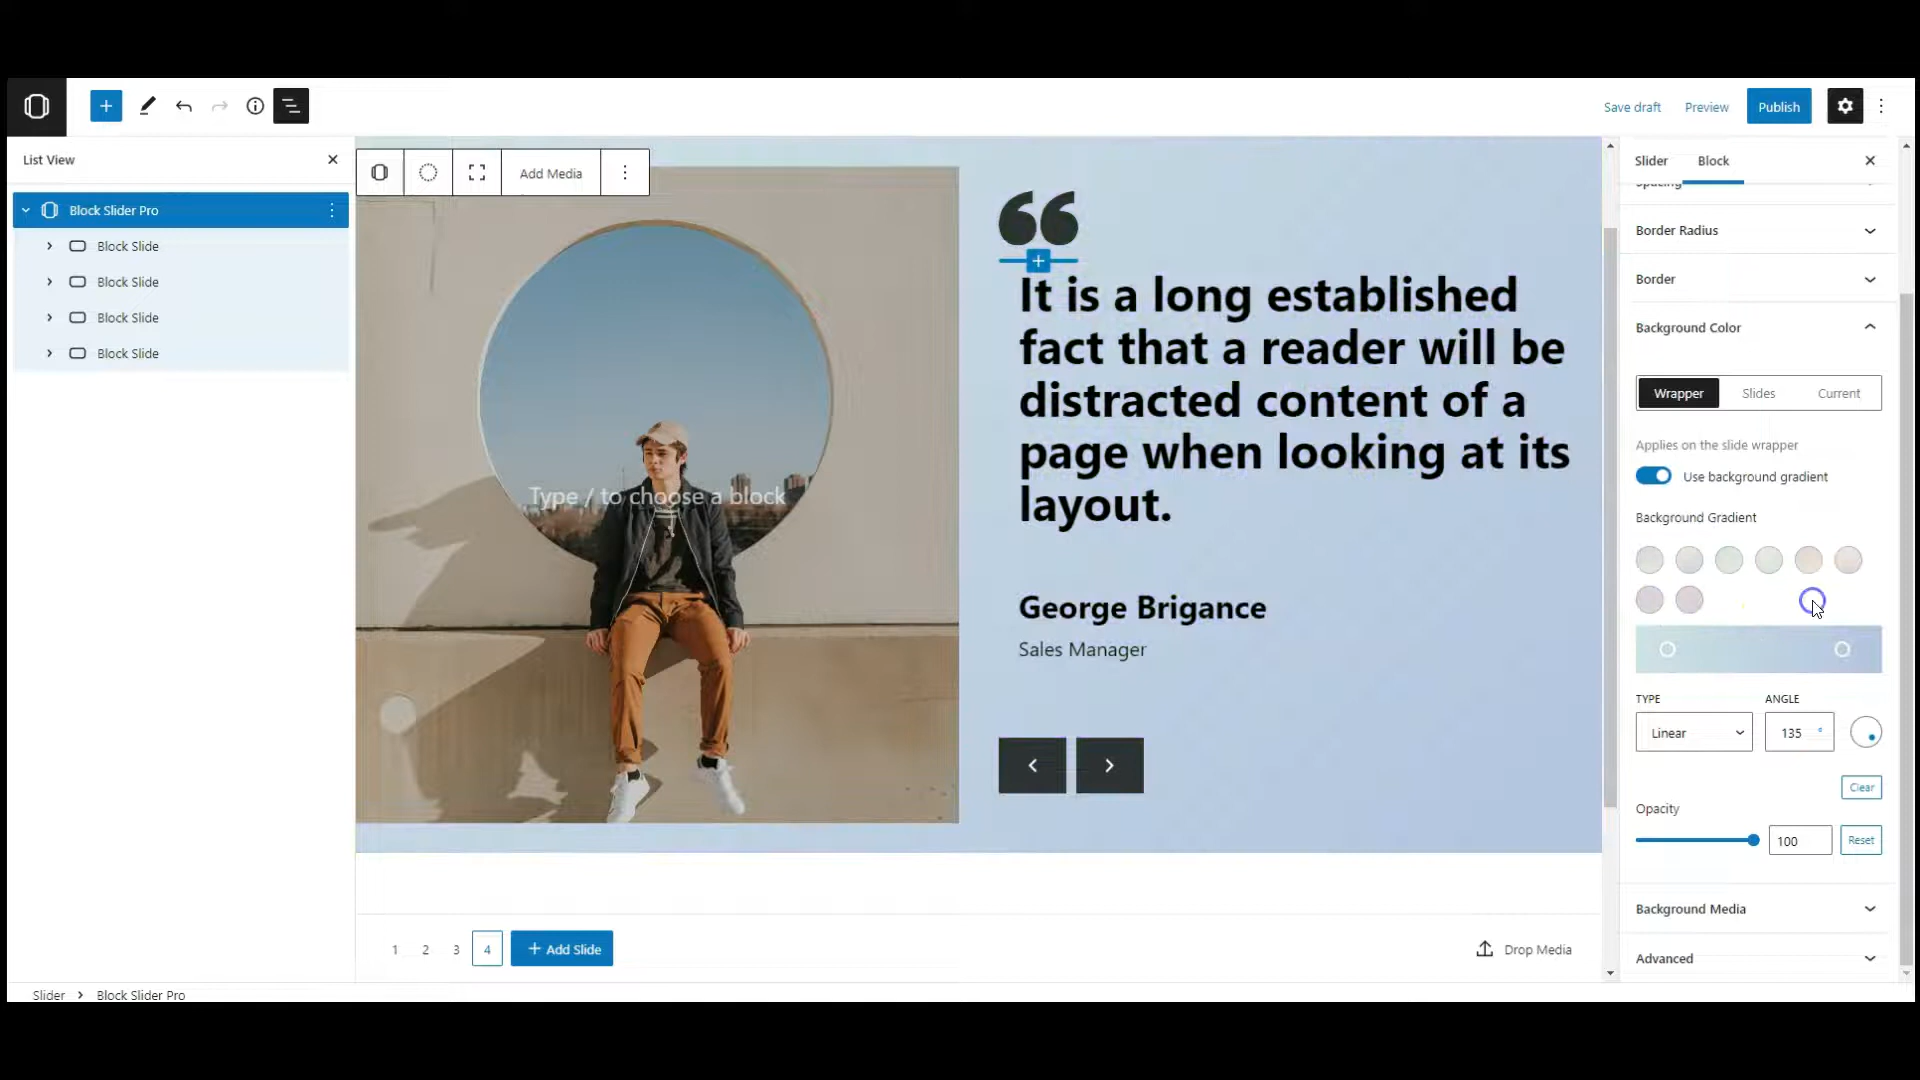 Save draft
Preview
Publish
List View
Add Media
Slider
Block
Spacing
Block Slider Pro
Block Slide
Block Slide
Block Slide
Block Slide
Border Radius
Border
Background Color
Wrapper
Slides
Current
Applies on the slide wrapper
Use background gradient
Background Gradient
TYPE
ANGLE
Linear
135 °
Clear
Opacity
100
Reset
Background Media
Advanced
Type / to choose a block
“
It is a long established
fact that a reader will be
distracted content of a
page when looking at its
layout.
George Brigance
Sales Manager
1 2 3 4
+ Add Slide
Drop Media
Slider > Block Slider Pro